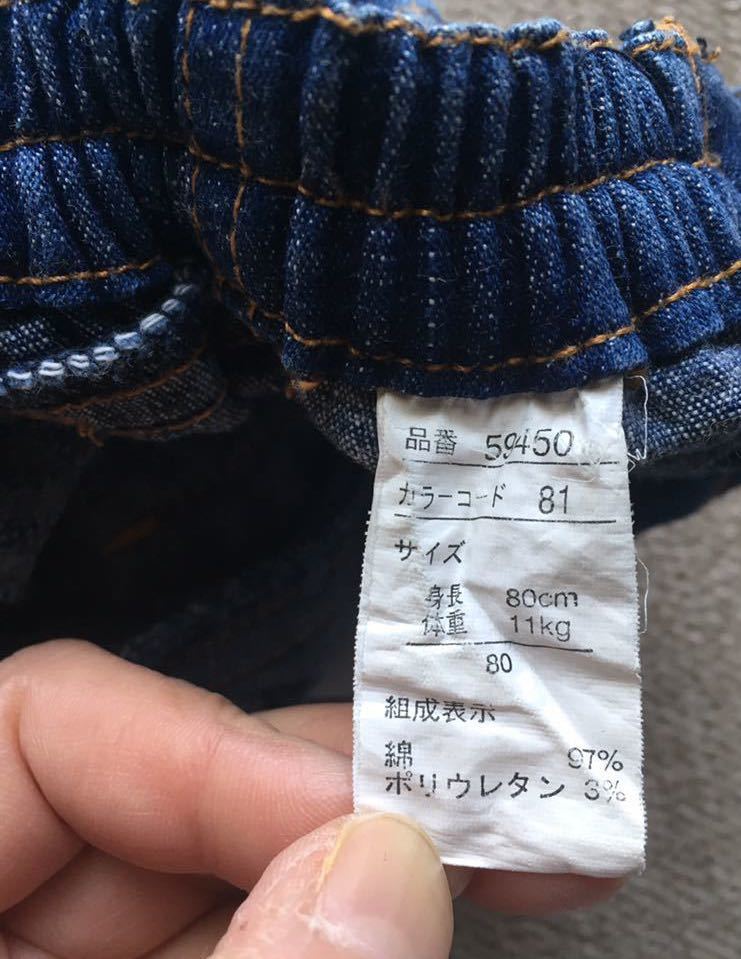 品番 59450
カラーコード 81
サイズ
身長 80cm
体重 11kg
80
組成表示
綿 97%
ポリウレタン 3%